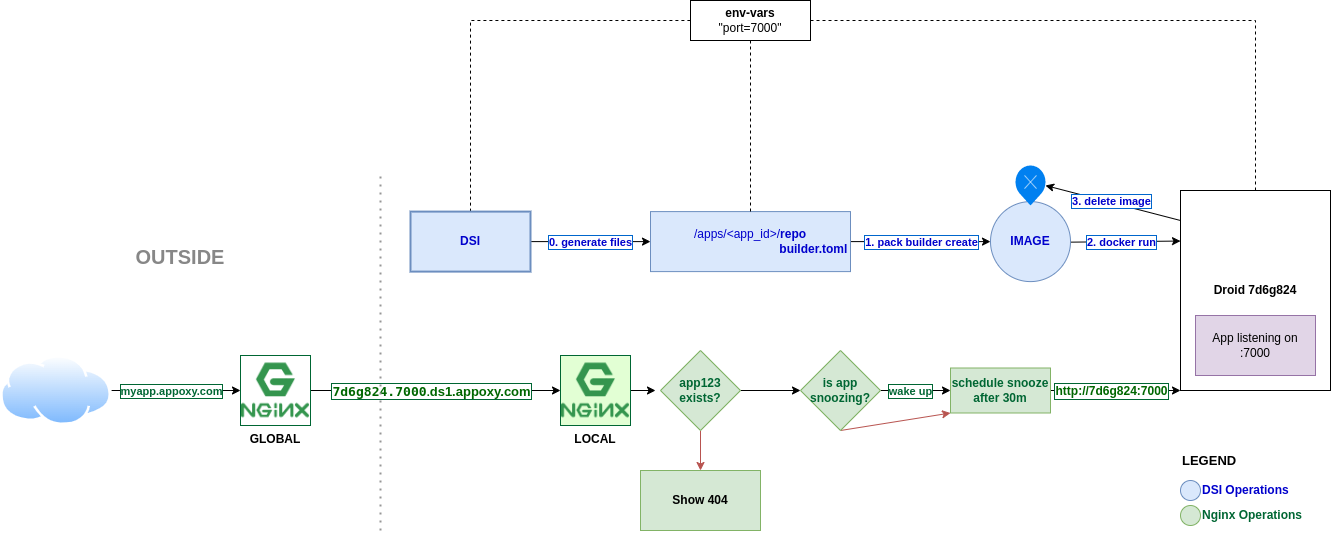 env-vars
"port=7000"
3. delete image
DSI
0. generate files
/apps/<app_id>/repo
builder.toml
1. pack builder create
IMAGE
2. docker run
OUTSIDE
Droid 7d6g824
App listening on
:7000
myapp.appoxy.com
NGINX
GLOBAL
7d6g824.7000.ds1.appoxy.com
NGINX
LOCAL
app123
exists?
is app
snoozing?
wake up
schedule snooze
after 30m
http://7d6g824:7000
Show 404
LEGEND
DSI Operations
Nginx Operations